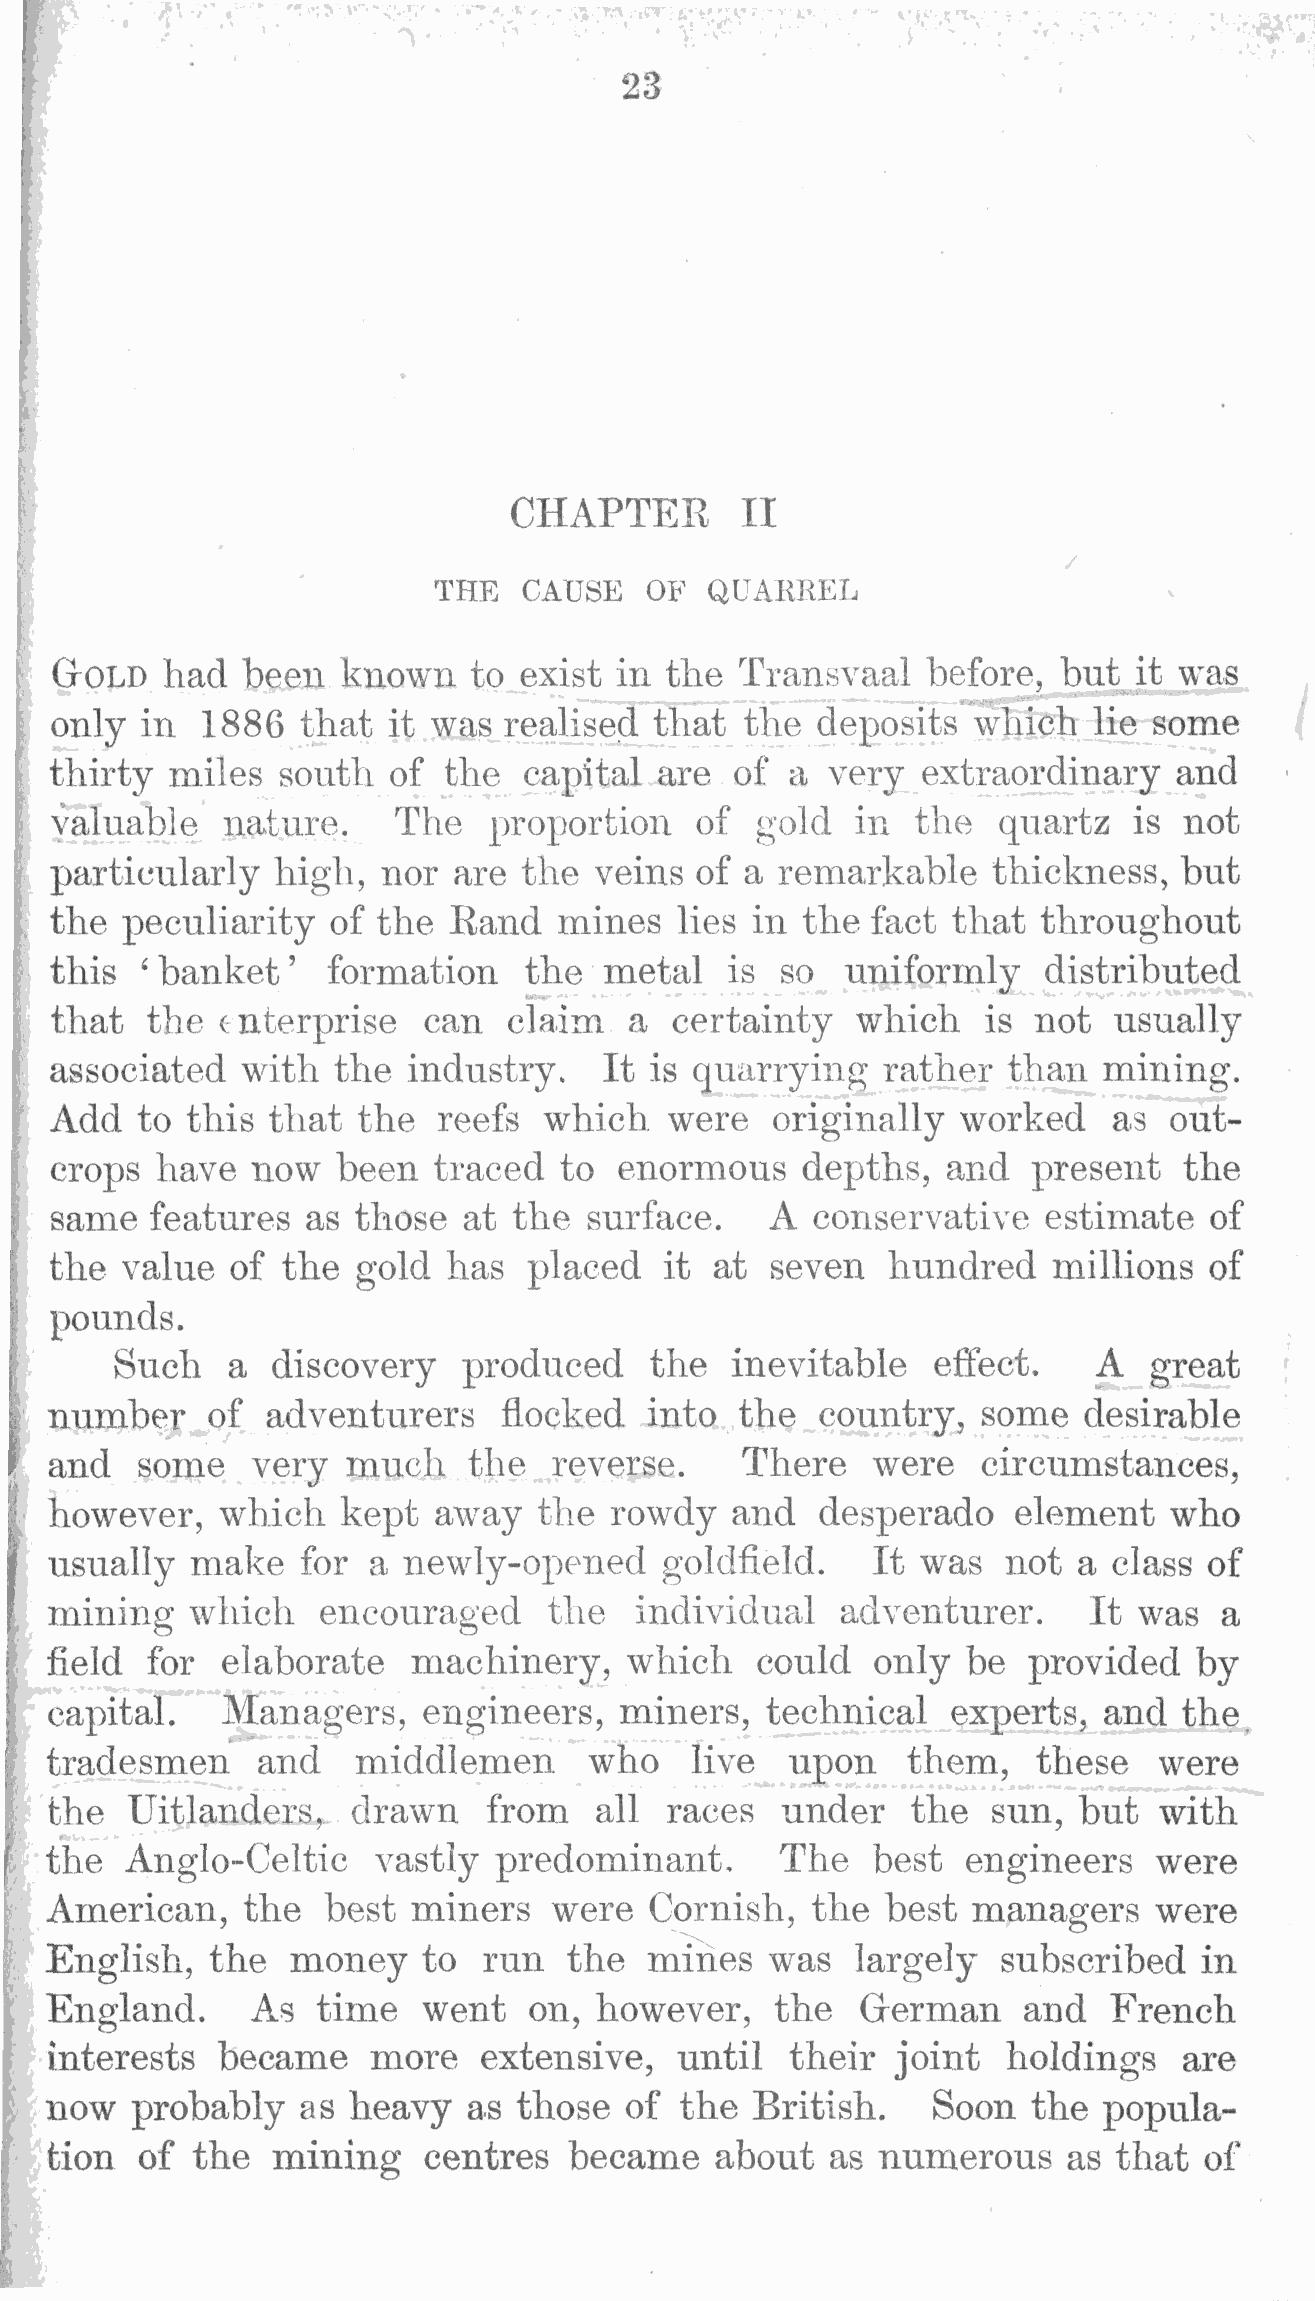 23
CHAPTER II
THE CAUSE OF QUARREL
GOLD had been known to exist in the Transvaal before, but it was
only in 1886 that it was realised that the deposits which lie some
thirty miles south of the capital are of a very extraordinary and
valuable nature. The proportion of gold in the quartz is not
particularly high, nor are the veins of a remarkable thickness, but
the peculiarity of the Rand mines lies in the fact that throughout
this ‘banket’ formation the metal is so uniformly distributed
that the enterprise can claim a certainty which is not usually
associated with the industry. It is quarrying rather than mining.
Add to this that the reefs which were originally worked as out-
crops have now been traced to enormous depths, and present the
same features as those at the surface. A conservative estimate of
the value of the gold has placed it at seven hundred millions of
pounds.
Such a discovery produced the inevitable effect. A great
number of adventurers flocked into the country, some desirable
and some very much the reverse. There were circumstances,
however, which kept away the rowdy and desperado element who
usually make for a newly-opened goldfield. It was not a class of
mining which encouraged the individual adventurer. It was a
field for elaborate machinery, which could only be provided by
capital. Managers, engineers, miners, technical experts, and the
tradesmen and middlemen who live upon them, these were
the Uitlanders, drawn from all races under the sun, but with
the Anglo-Celtic vastly predominant. The best engineers were
American, the best miners were Cornish, the best managers were
English, the money to run the mines was largely subscribed in
England. As time went on, however, the German and French
interests became more extensive, until their joint holdings are
now probably as heavy as those of the British. Soon the popula-
tion of the mining centres became about as numerous as that of